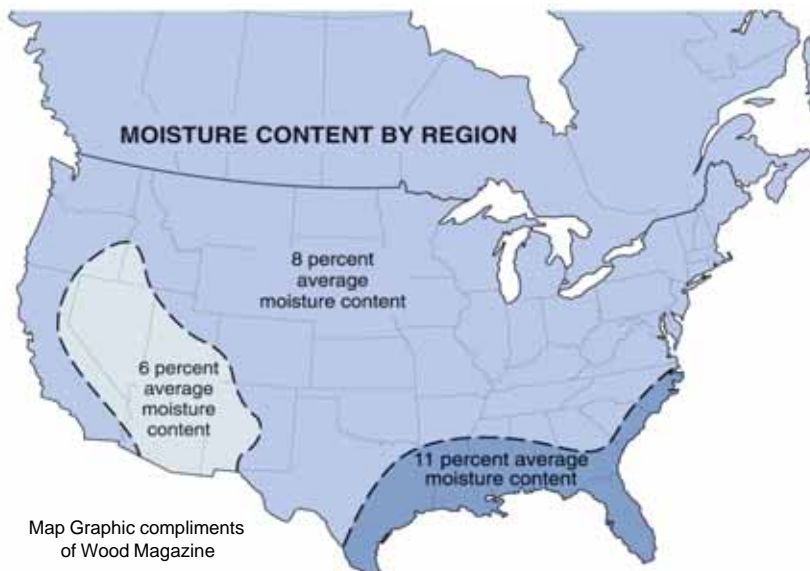 MOISTURE CONTENT BY REGION
8 percent
average
moisture content
6 percent
average
moisture
content
11 percent average
moisture content
Map Graphic compliments
of Wood Magazine